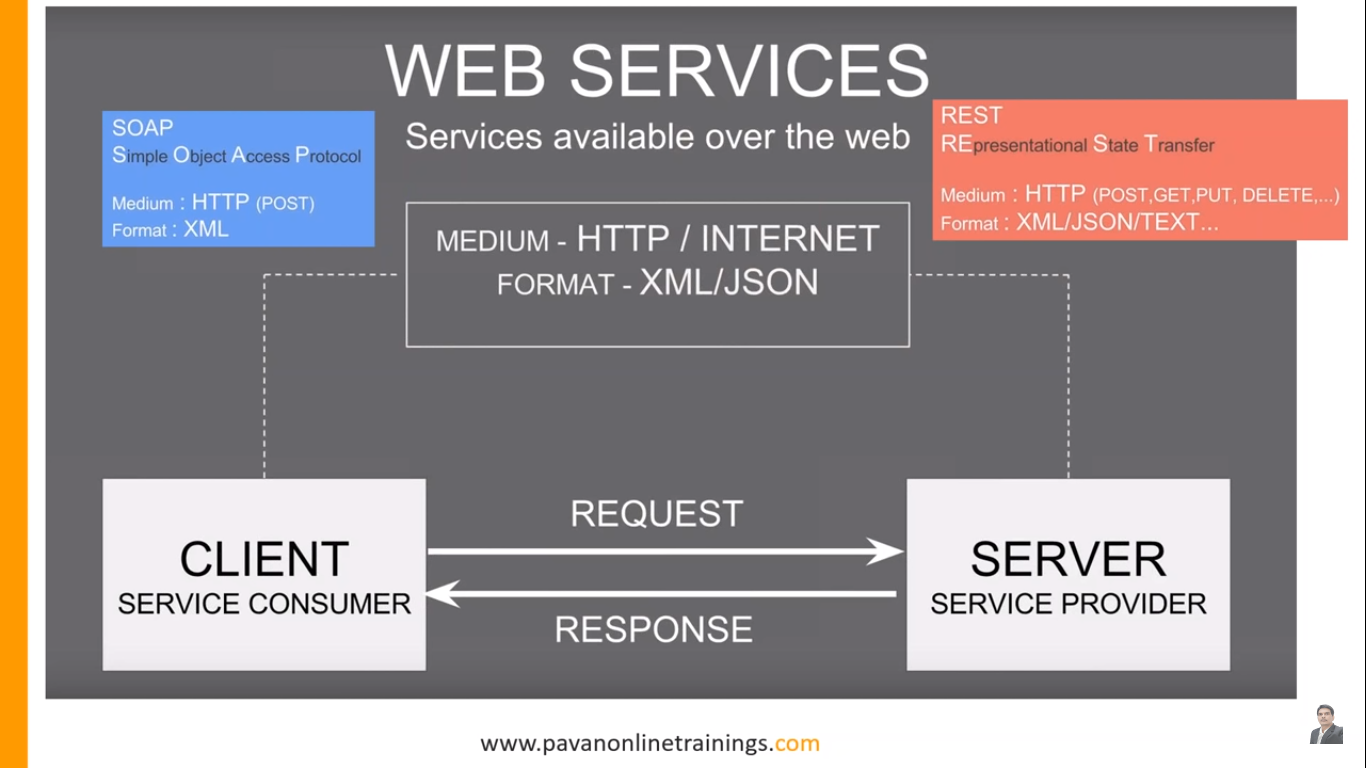 WEB SERVICES
Services available over the web
SOAP
Simple Object Access Protocol
Medium : HTTP (POST)
Format : XML
REST
REpresentational State Transfer
Medium : HTTP (POST,GET,PUT, DELETE,...)
Format : XML/JSON/TEXT...
MEDIUM - HTTP / INTERNET
FORMAT - XML/JSON
CLIENT
SERVICE CONSUMER
REQUEST
RESPONSE
SERVER
SERVICE PROVIDER
www.pavanonlinetrainings.com